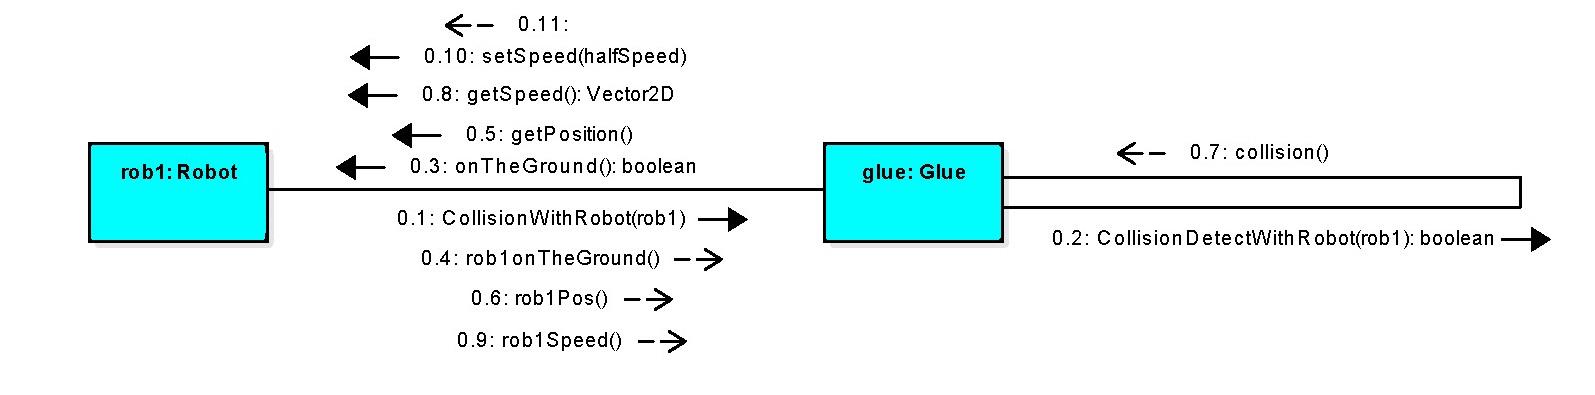 0.11:
0.10: setSpeed(halfSpeed)
0.8: getSpeed(): Vector2D
0.5: getPosition()
0.3: onTheGround(): boolean
rob1: Robot
glue: Glue
0.7: collision()
0.1: CollisionWithRobot(rob1)
0.2: CollisionDetectWithRobot(rob1): boolean
0.4: rob1onTheGround()
0.6: rob1Pos()
0.9: rob1Speed()